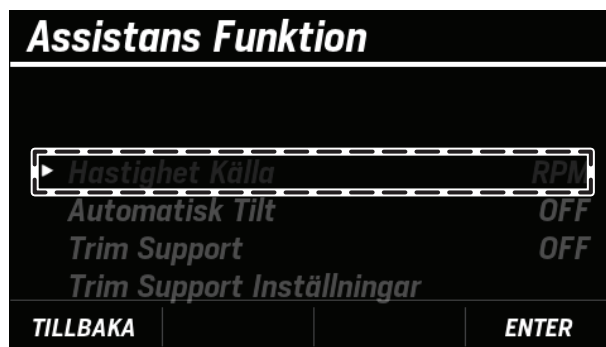 Assistans Funktion
Hastighet Källa RPM
Automatisk Tilt OFF
Trim Support OFF
Trim Support Inställningar
TILLBAKA ENTER